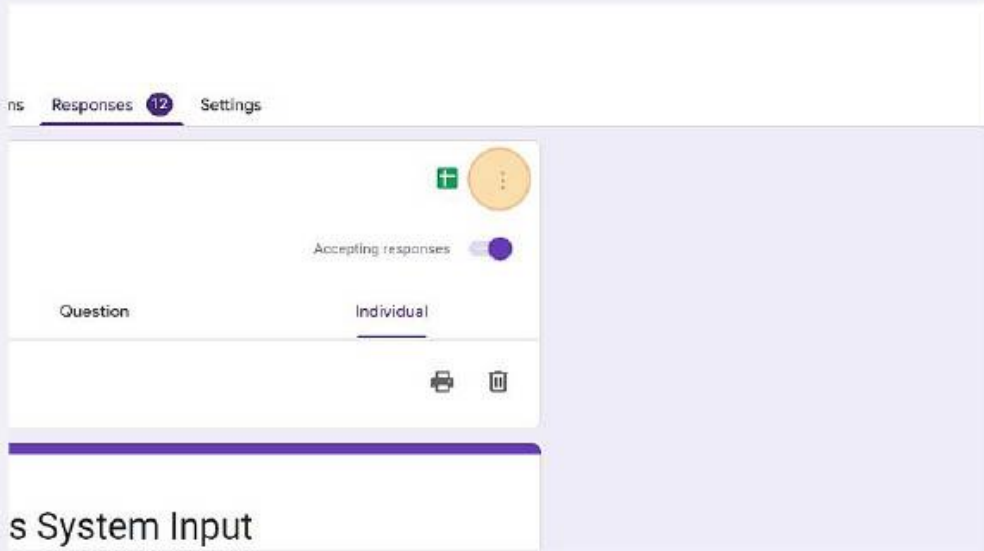 ns Responses 12 Settings
Accepting responses
Question Individual
s System Input